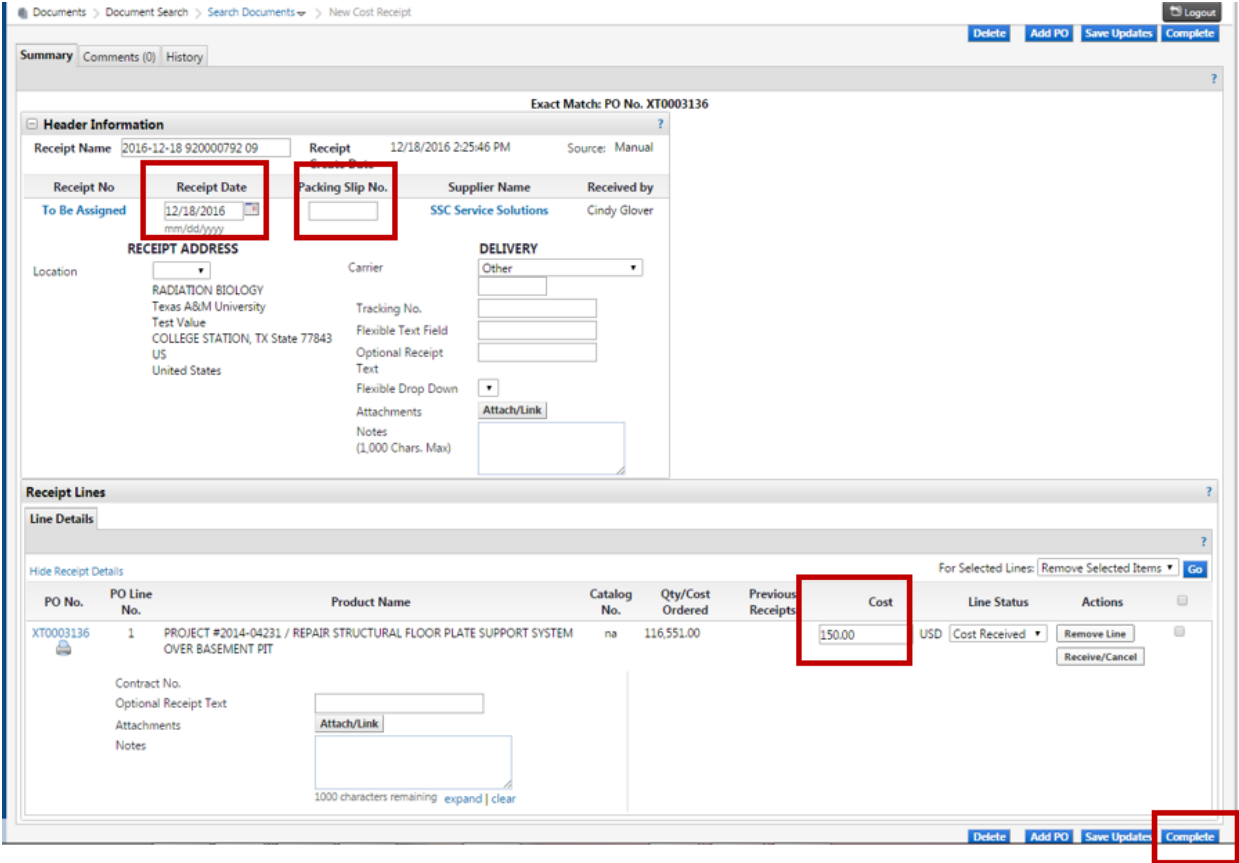 Documents > Document Search > Search Documents > New Cost Receipt
Logout
Delete Add PO Save Updates Complete
Summary Comments (0) History
?
Exact Match: PO No. XT0003136
Header Information ?
Receipt Name 2016-12-18 920000792 09 Receipt Create Date 12/18/2016 2:25:46 PM Source: Manual
Receipt No Receipt Date Packing Slip No. Supplier Name Received by
To Be Assigned 12/18/2016 SSC Service Solutions Cindy Glover
mm/dd/yyyy
RECEIPT ADDRESS DELIVERY
Location
RADIATION BIOLOGY
Texas A&M University
Test Value
COLLEGE STATION, TX State 77843
US
United States
Carrier Other
Tracking No.
Flexible Text Field
Optional Receipt
Text
Flexible Drop Down
Attachments Attach/Link
Notes
(1,000 Chars. Max)
Receipt Lines ?
Line Details
?
Hide Receipt Details For Selected Lines: Remove Selected Items Go
PO No. PO Line No. Product Name Catalog No. Qty/Cost Ordered Previous Receipts Cost Line Status Actions
XT0003136 1 PROJECT #2014-04231 / REPAIR STRUCTURAL FLOOR PLATE SUPPORT SYSTEM na 116,551.00 150.00 USD Cost Received Remove Line
OVER BASEMENT PIT
Receive/Cancel
Contract No.
Optional Receipt Text
Attachments Attach/Link
Notes
1000 characters remaining expand | clear
Delete Add PO Save Updates Complete